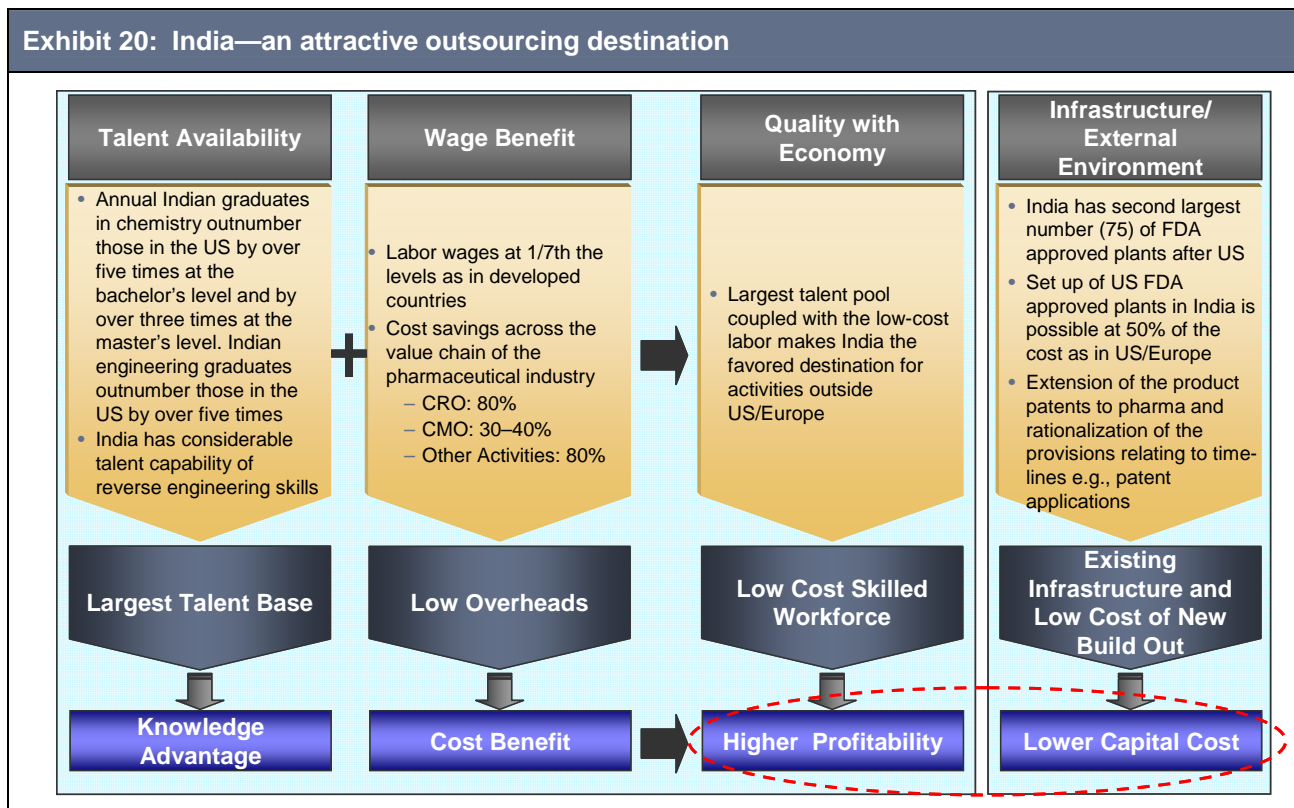 Exhibit 20: India—an attractive outsourcing destination
Talent Availability
• Annual Indian graduates
in chemistry outnumber
those in the US by over
five times at the
bachelor’s level and by
over three times at the
master’s level. Indian
engineering graduates
outnumber those in the
US by over five times
• India has considerable
talent capability of
reverse engineering skills
Largest Talent Base
Knowledge
Advantage
+
Wage Benefit
• Labor wages at 1/7th the
levels as in developed
countries
• Cost savings across the
value chain of the
pharmaceutical industry
– CRO: 80%
– CMO: 30–40%
– Other Activities: 80%
Low Overheads
Cost Benefit
Quality with
Economy
• Largest talent pool
coupled with the low-cost
labor makes India the
favored destination for
activities outside
US/Europe
Low Cost Skilled
Workforce
Higher Profitability
Infrastructure/
External
Environment
• India has second largest
number (75) of FDA
approved plants after US
• Set up of US FDA
approved plants in India is
possible at 50% of the
cost as in US/Europe
• Extension of the product
patents to pharma and
rationalization of the
provisions relating to time-
lines e.g., patent
applications
Existing
Infrastructure and
Low Cost of New
Build Out
Lower Capital Cost